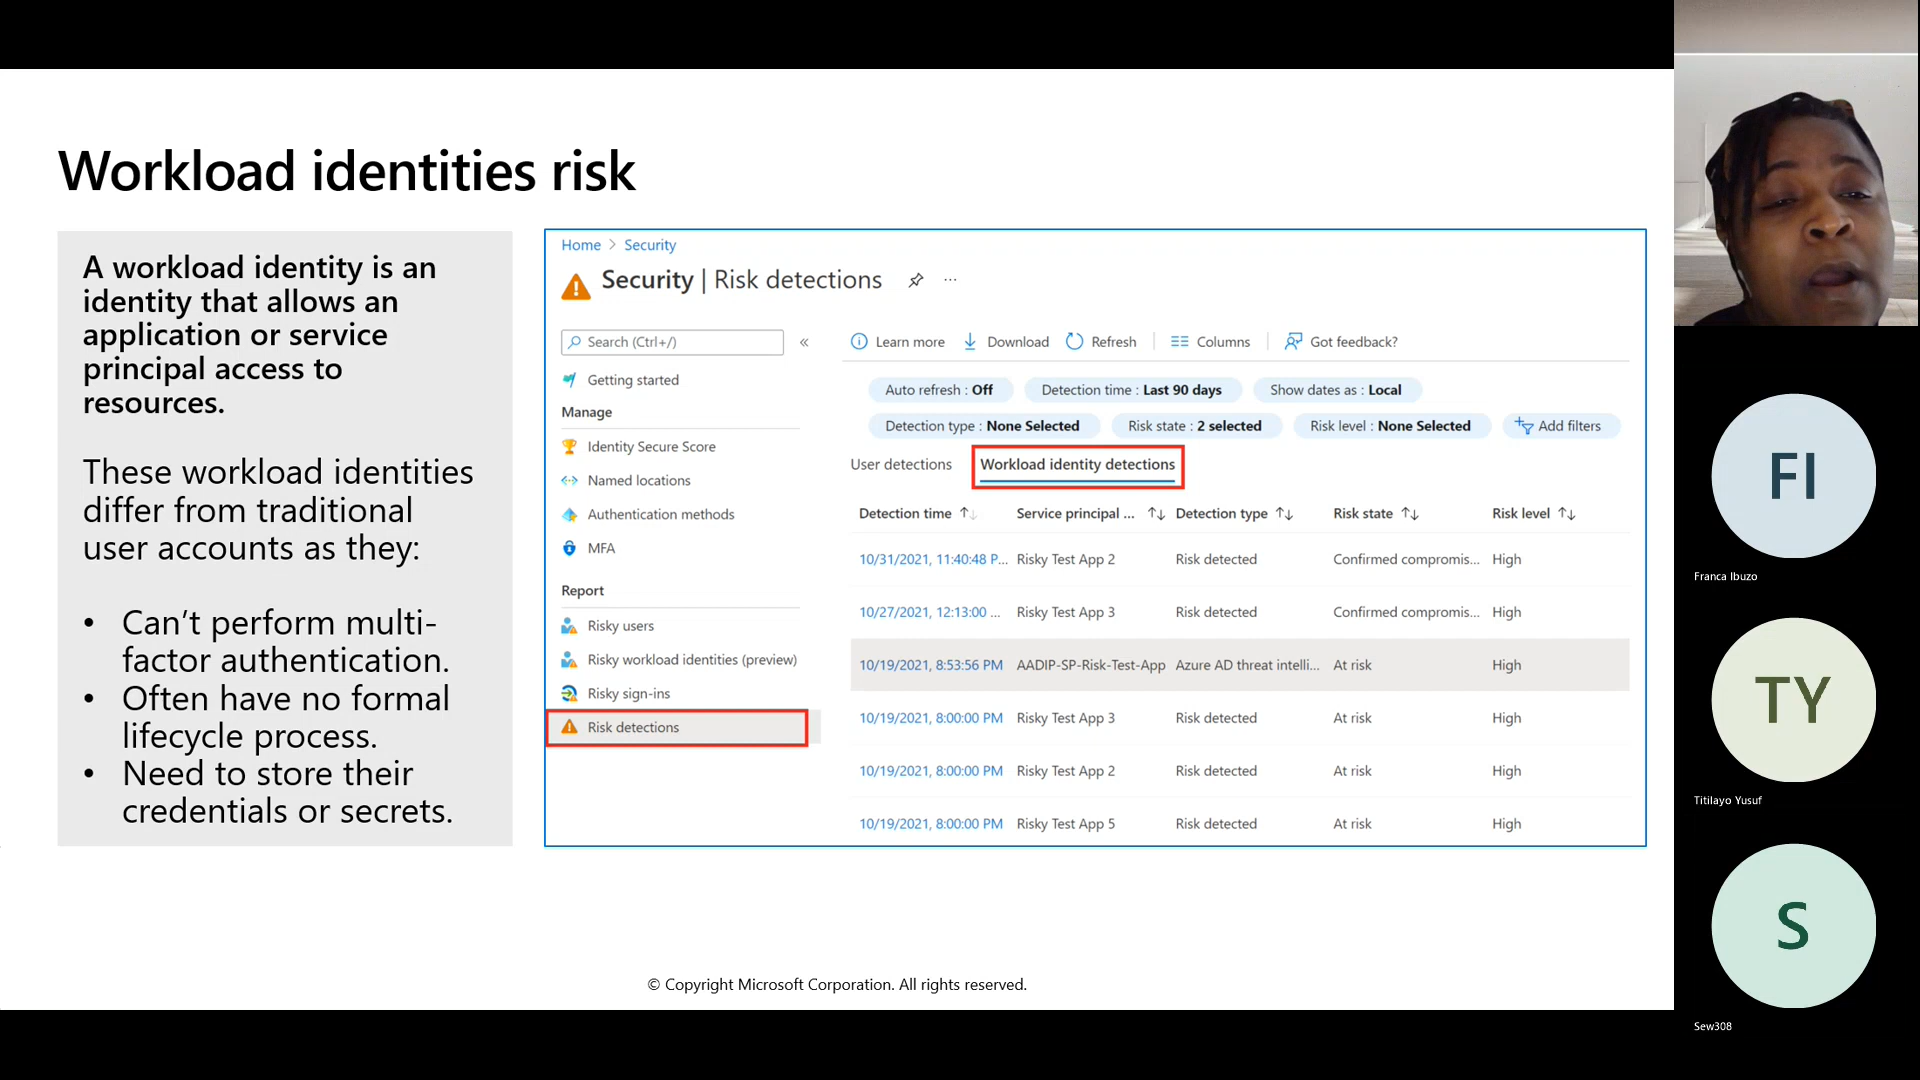 Workload identities risk
A workload identity is an
identity that allows an
application or service
principal access to
resources.
These workload identities
differ from traditional
user accounts as they:
• Can’t perform multi-
factor authentication.
• Often have no formal
lifecycle process.
• Need to store their
credentials or secrets.
Home > Security
Security | Risk detections ...
Search (Ctrl+/) «
Getting started
Manage
Identity Secure Score
Named locations
Authentication methods
MFA
Report
Risky users
Risky workload identities (preview)
Risky sign-ins
Risk detections
Learn more Download Refresh Columns Got feedback?
Auto refresh : Off Detection time : Last 90 days Show dates as : Local
Detection type : None Selected Risk state : 2 selected Risk level : None Selected Add filters
User detections Workload identity detections
Detection time ↑↓ Service principal ... ↑↓ Detection type ↑↓ Risk state ↑↓ Risk level ↑↓
10/31/2021, 11:40:48 P... Risky Test App 2 Risk detected Confirmed compromis... High
10/27/2021, 12:13:00 ... Risky Test App 3 Risk detected Confirmed compromis... High
10/19/2021, 8:53:56 PM AADIP-SP-Risk-Test-App Azure AD threat intelli... At risk High
10/19/2021, 8:00:00 PM Risky Test App 3 Risk detected At risk High
10/19/2021, 8:00:00 PM Risky Test App 2 Risk detected At risk High
10/19/2021, 8:00:00 PM Risky Test App 5 Risk detected At risk High
© Copyright Microsoft Corporation. All rights reserved.
FI
Franca Ibuzo
TY
Titilayo Yusuf
S
Sew308